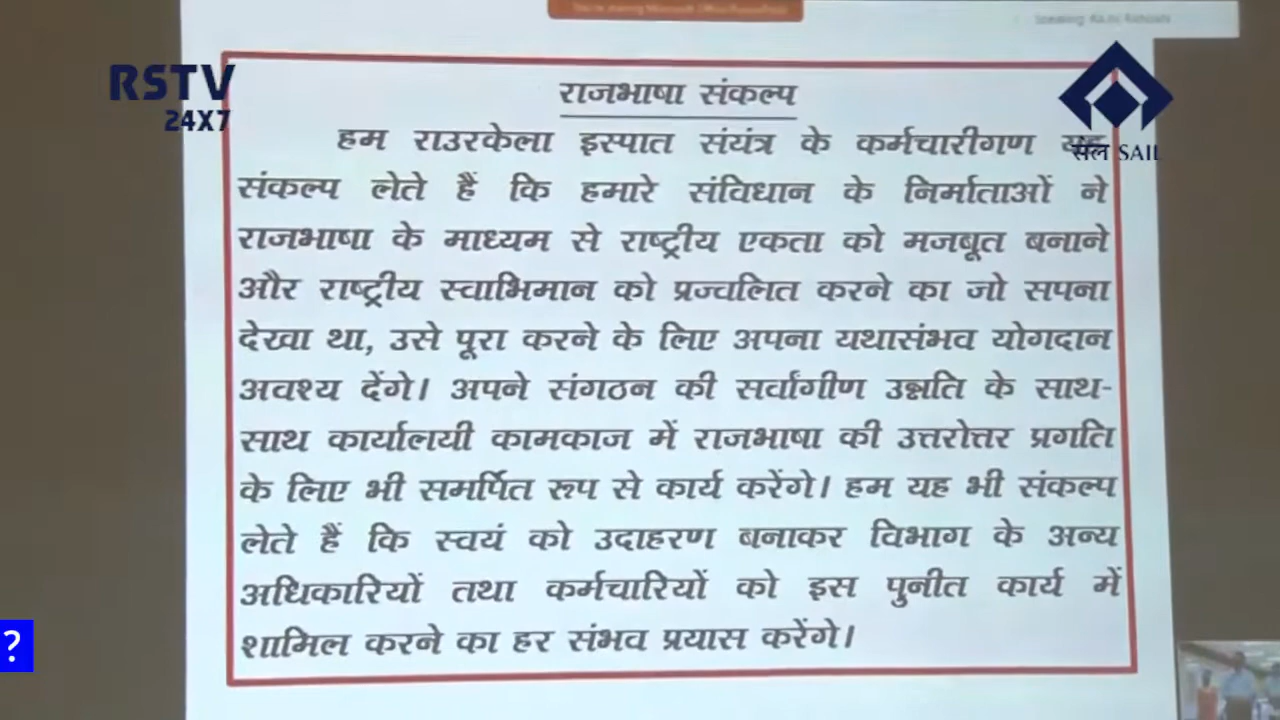 RSTV
24X7
सेल SAIL
राजभाषा संकल्प
हम राउरकेला इस्पात संयंत्र के कर्मचारीगण यह
संकल्प लेते हैं कि हमारे संविधान के निर्माताओं ने
राजभाषा के माध्यम से राष्ट्रीय एकता को मजबूत बनाने
और राष्ट्रीय स्वाभिमान को प्रज्वलित करने का जो सपना
देखा था, उसे पूरा करने के लिए अपना यथासंभव योगदान
अवश्य देंगे। अपने संगठन की सर्वांगीण उन्नति के साथ-
साथ कार्यालयी कामकाज में राजभाषा की उत्तरोत्तर प्रगति
के लिए भी समर्पित रूप से कार्य करेंगे। हम यह भी संकल्प
लेते हैं कि स्वयं को उदाहरण बनाकर विभाग के अन्य
अधिकारियों तथा कर्मचारियों को इस पुनीत कार्य में
शामिल करने का हर संभव प्रयास करेंगे।
?